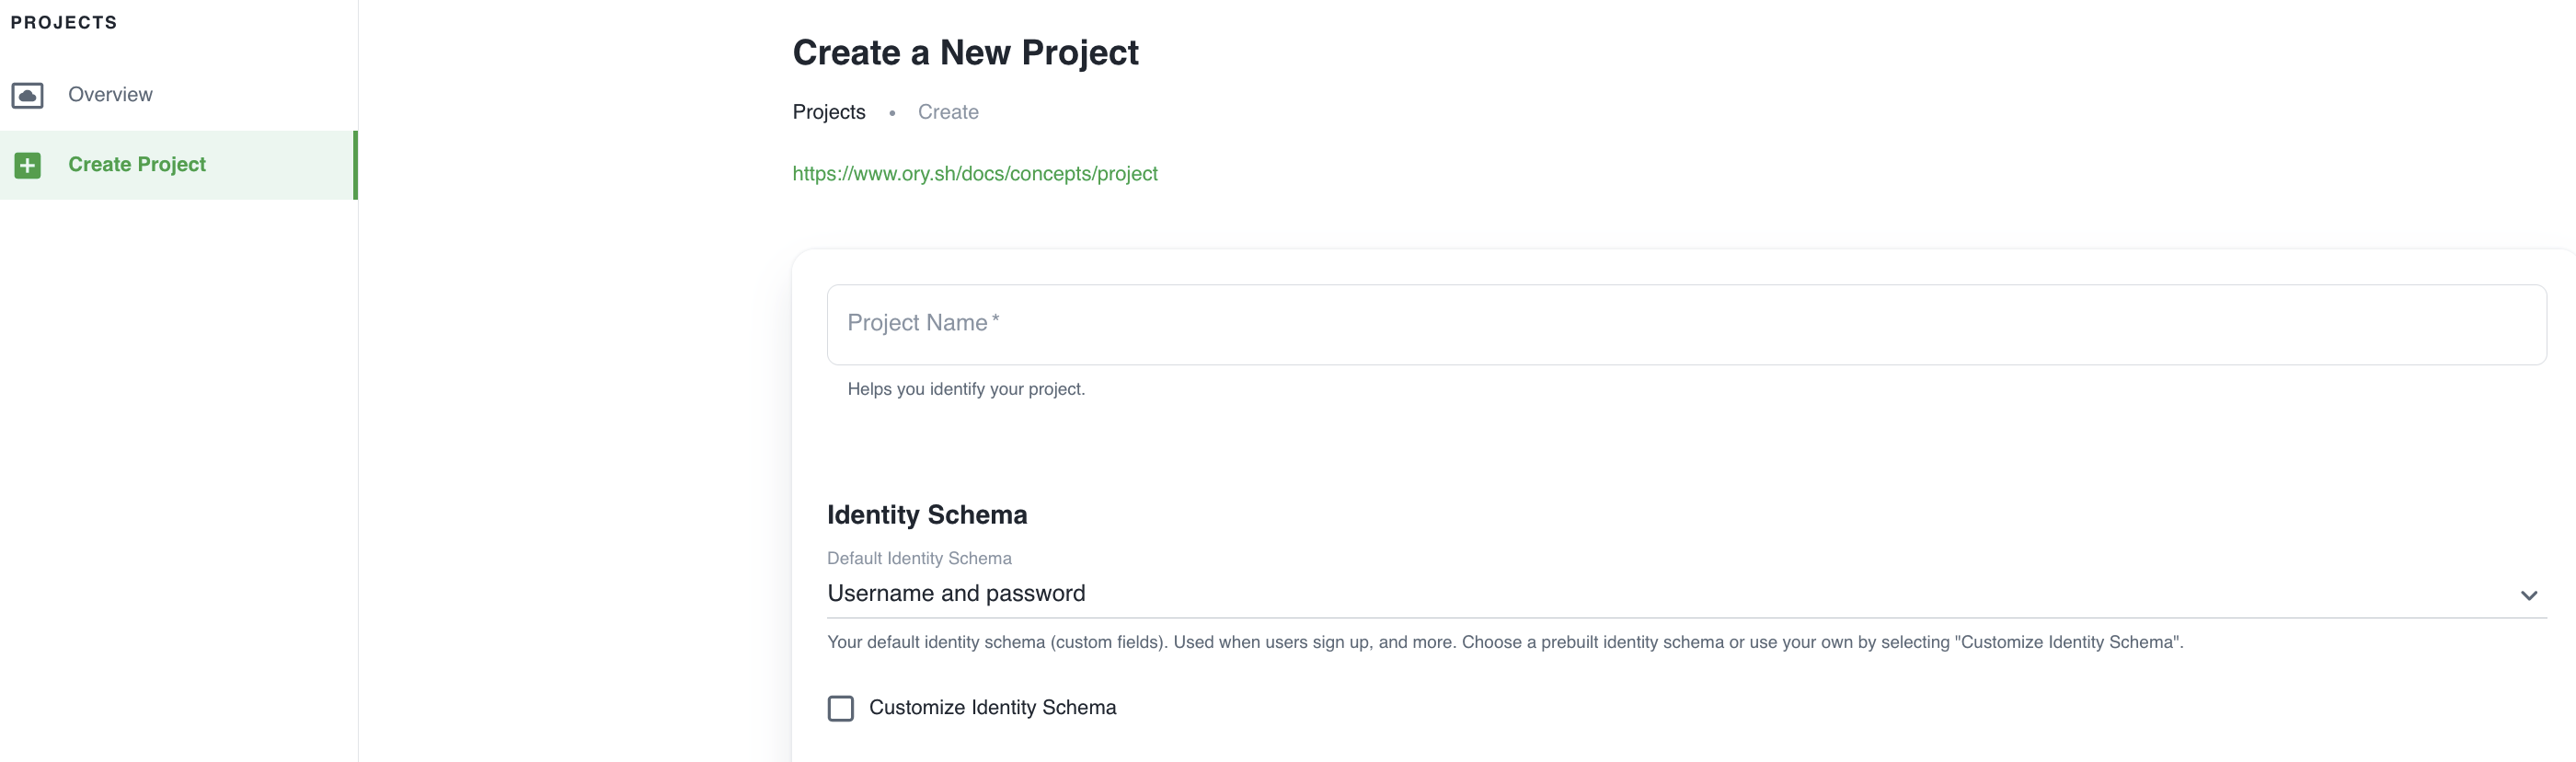 PROJECTS
Overview
Create Project
Create a New Project
Projects • Create
https://www.ory.sh/docs/concepts/project
Project Name *
Helps you identify your project.
Identity Schema
Default Identity Schema
Username and password
Your default identity schema (custom fields). Used when users sign up, and more. Choose a prebuilt identity schema or use your own by selecting "Customize Identity Schema".
Customize Identity Schema